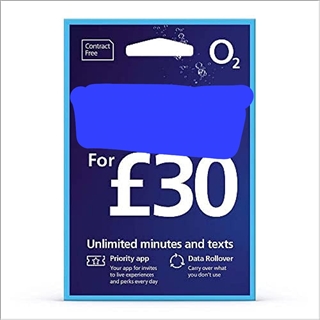 Contract
Free
O2
For
£30
Unlimited minutes and texts
Priority app
Your app for invites
to live experiences
and perks every day
Data Rollover
Carry over what
you don't use